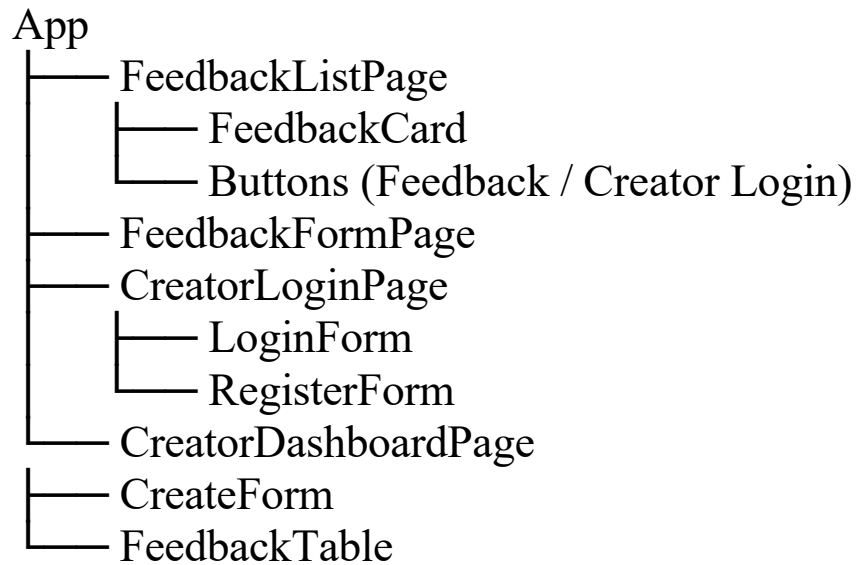 App
├── FeedbackListPage
│   ├── FeedbackCard
│   └── Buttons (Feedback / Creator Login)
├── FeedbackFormPage
├── CreatorLoginPage
│   ├── LoginForm
│   └── RegisterForm
└── CreatorDashboardPage
├── CreateForm
└── FeedbackTable